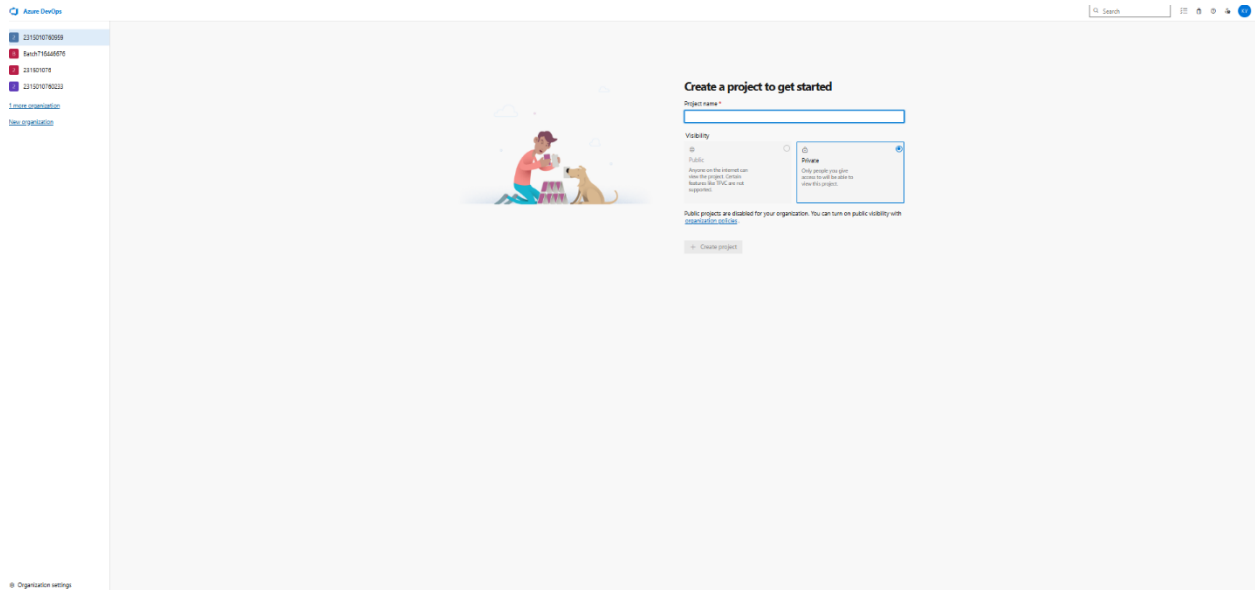 Azure DevOps
Search
2315010760959
BatchT16446676
231501076
2315010760233
1 more organization
New organization
Create a project to get started
Project name *
Visibility
Public
Anyone on the internet can
view the project. Certain
features like TFVC are not
supported.
Private
Only people you give
access to will be able to
view this project.
Public projects are disabled for your organization. You can turn on public visibility with
organization policies.
+ Create project
Organization settings